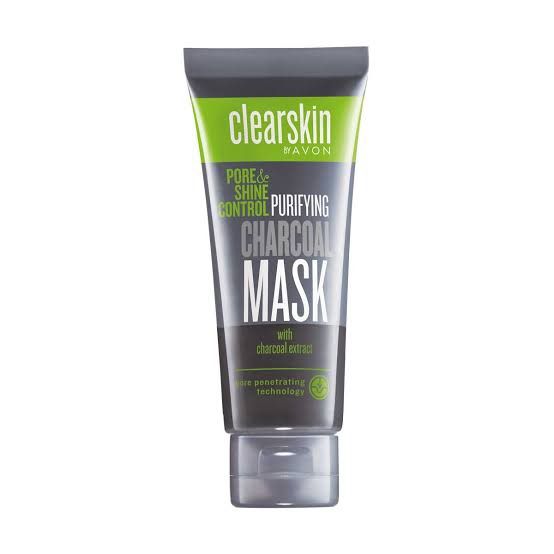 clearskin
BY AVON
PORE &
SHINE
CONTROL PURIFYING
CHARCOAL
MASK
with
charcoal extract
pore penetrating
technology